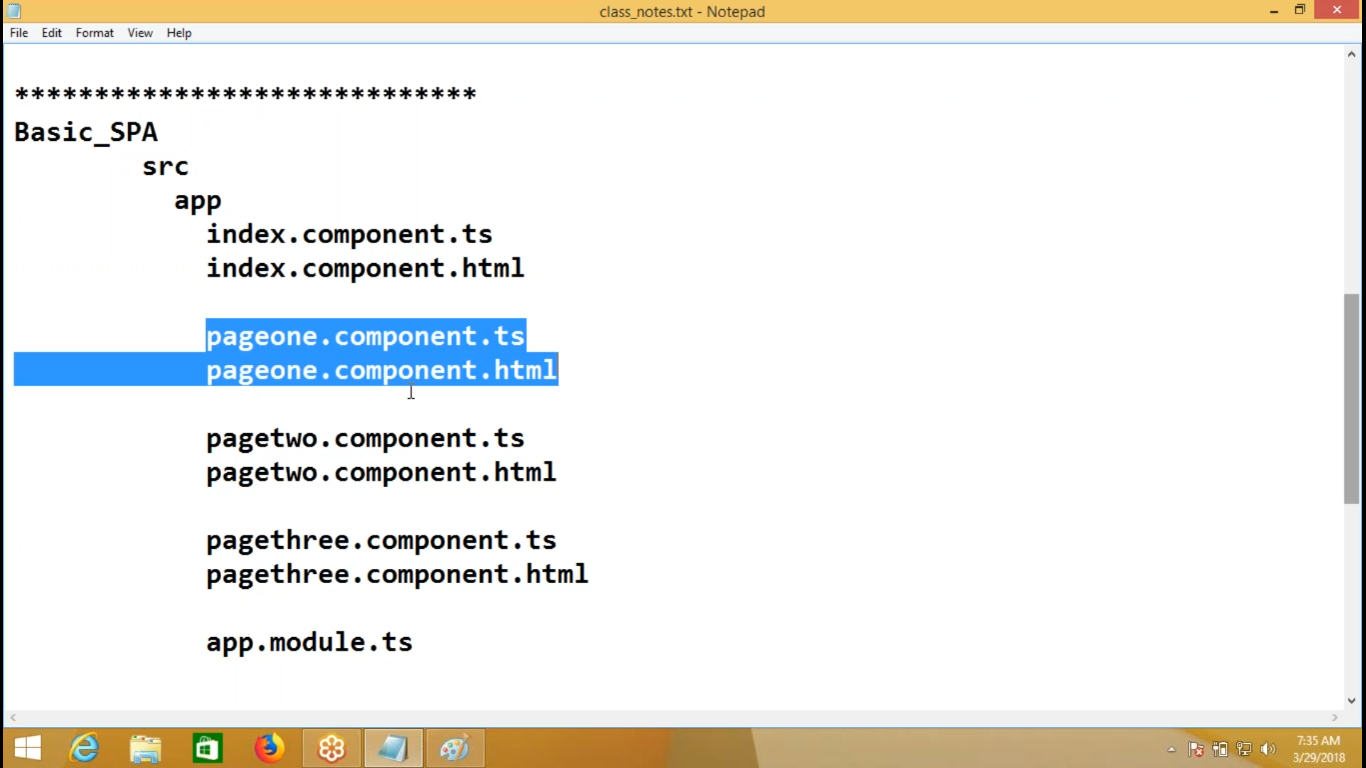 class_notes.txt - Notepad
File Edit Format View Help
******************************
Basic_SPA
src
app
index.component.ts
index.component.html
pageone.component.ts
pageone.component.html
pagetwo.component.ts
pagetwo.component.html
pagethree.component.ts
pagethree.component.html
app.module.ts
7:35 AM
3/29/2018